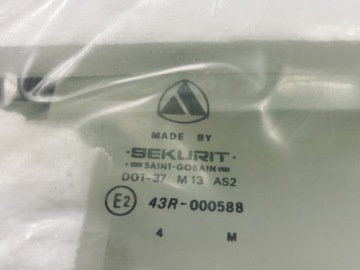 MADE BY
·SEKURIT·
SAINT-GOBAIN
DOT-37 M13 AS2
E2 43R-000588
4 M